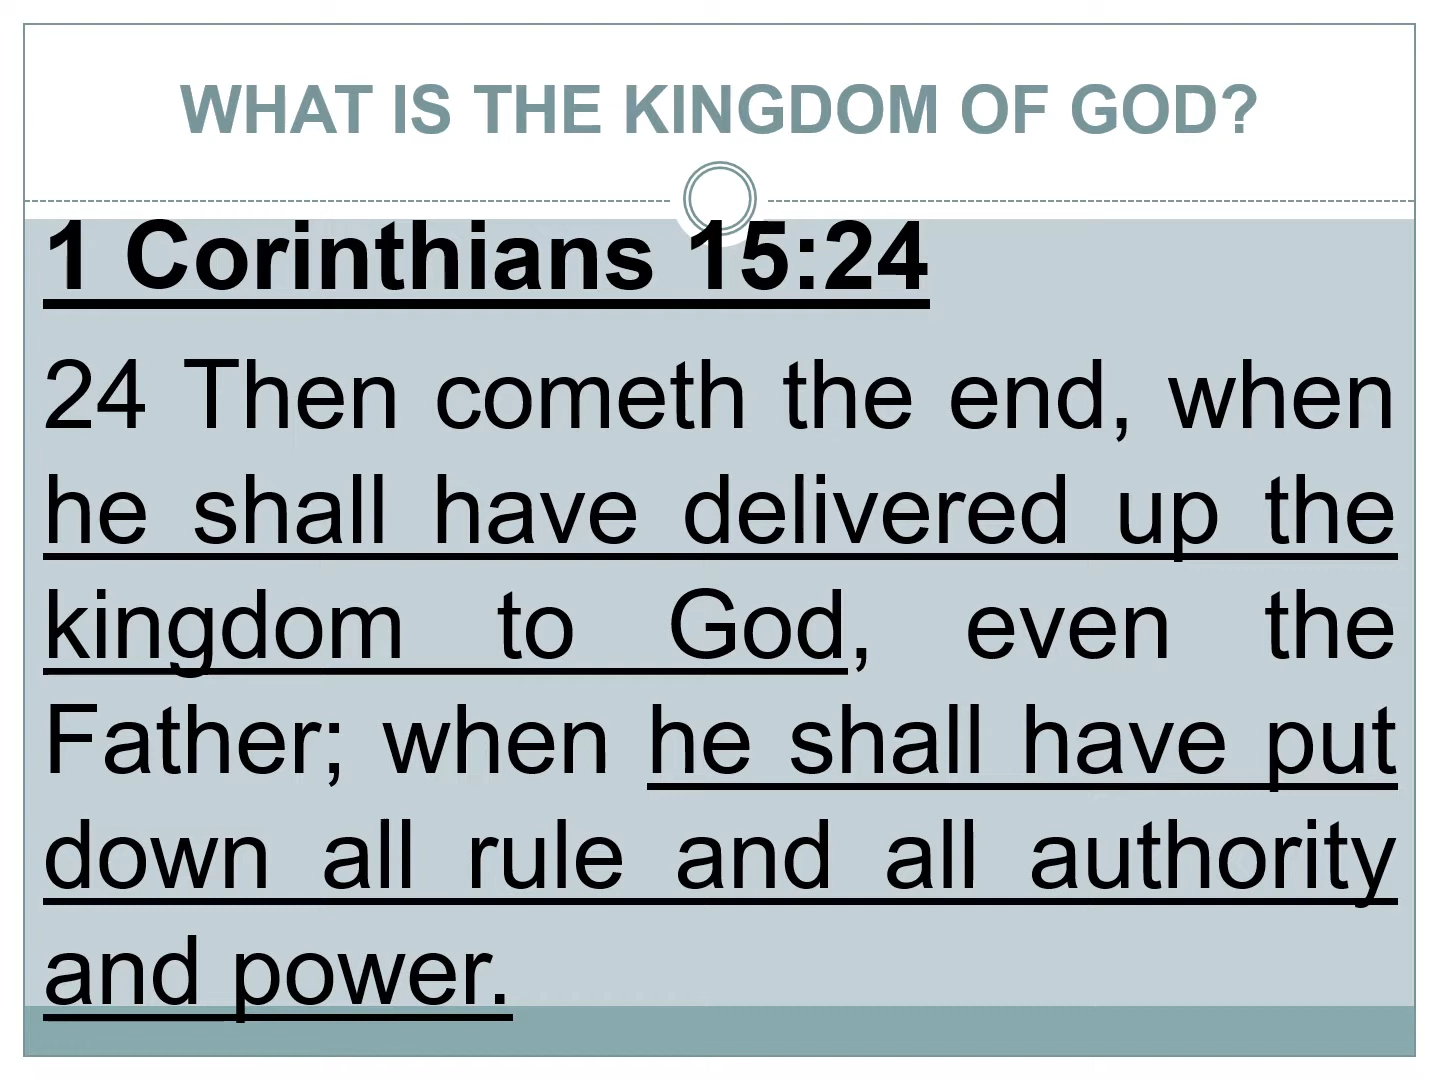 WHAT IS THE KINGDOM OF GOD?
1 Corinthians 15:24
24 Then cometh the end, when
he shall have delivered up the
kingdom to God, even the
Father; when he shall have put
down all rule and all authority
and power.